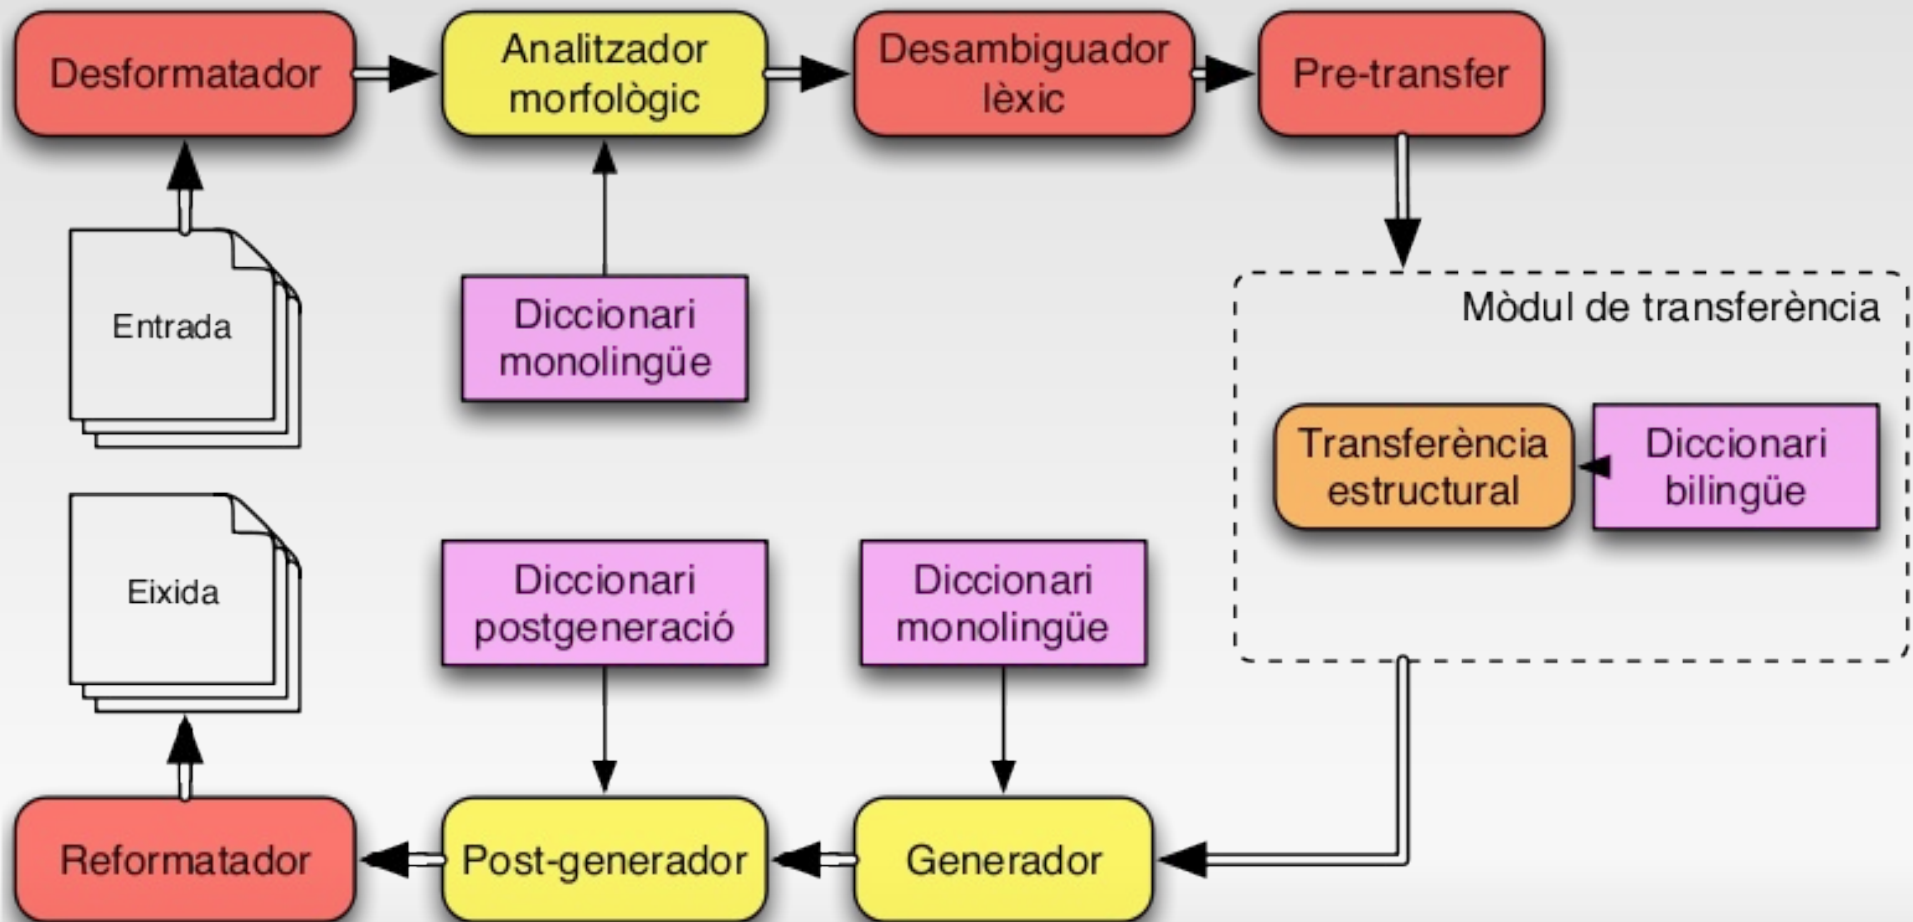 Desformatador
Analitzador
morfològic
Desambiguador
lèxic
Pre-transfer
Entrada
Diccionari
monolingüe
Mòdul de transferència
Transferència
estructural
Diccionari
bilingüe
Eixida
Diccionari
postgeneració
Diccionari
monolingüe
Reformatador
Post-generador
Generador